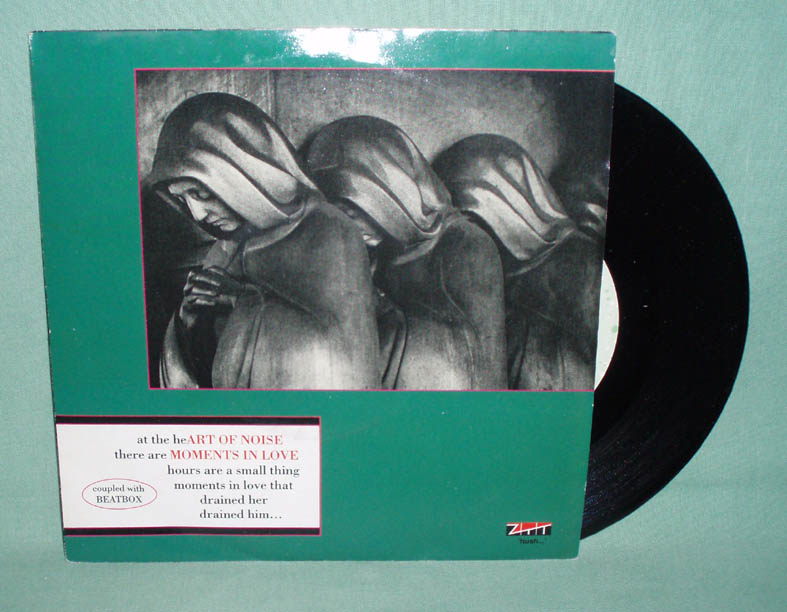 at the heART OF NOISE
there are MOMENTS IN LOVE
hours are a small thing
moments in love that
drained her
drained him...
coupled with
BEATBOX
ZTT